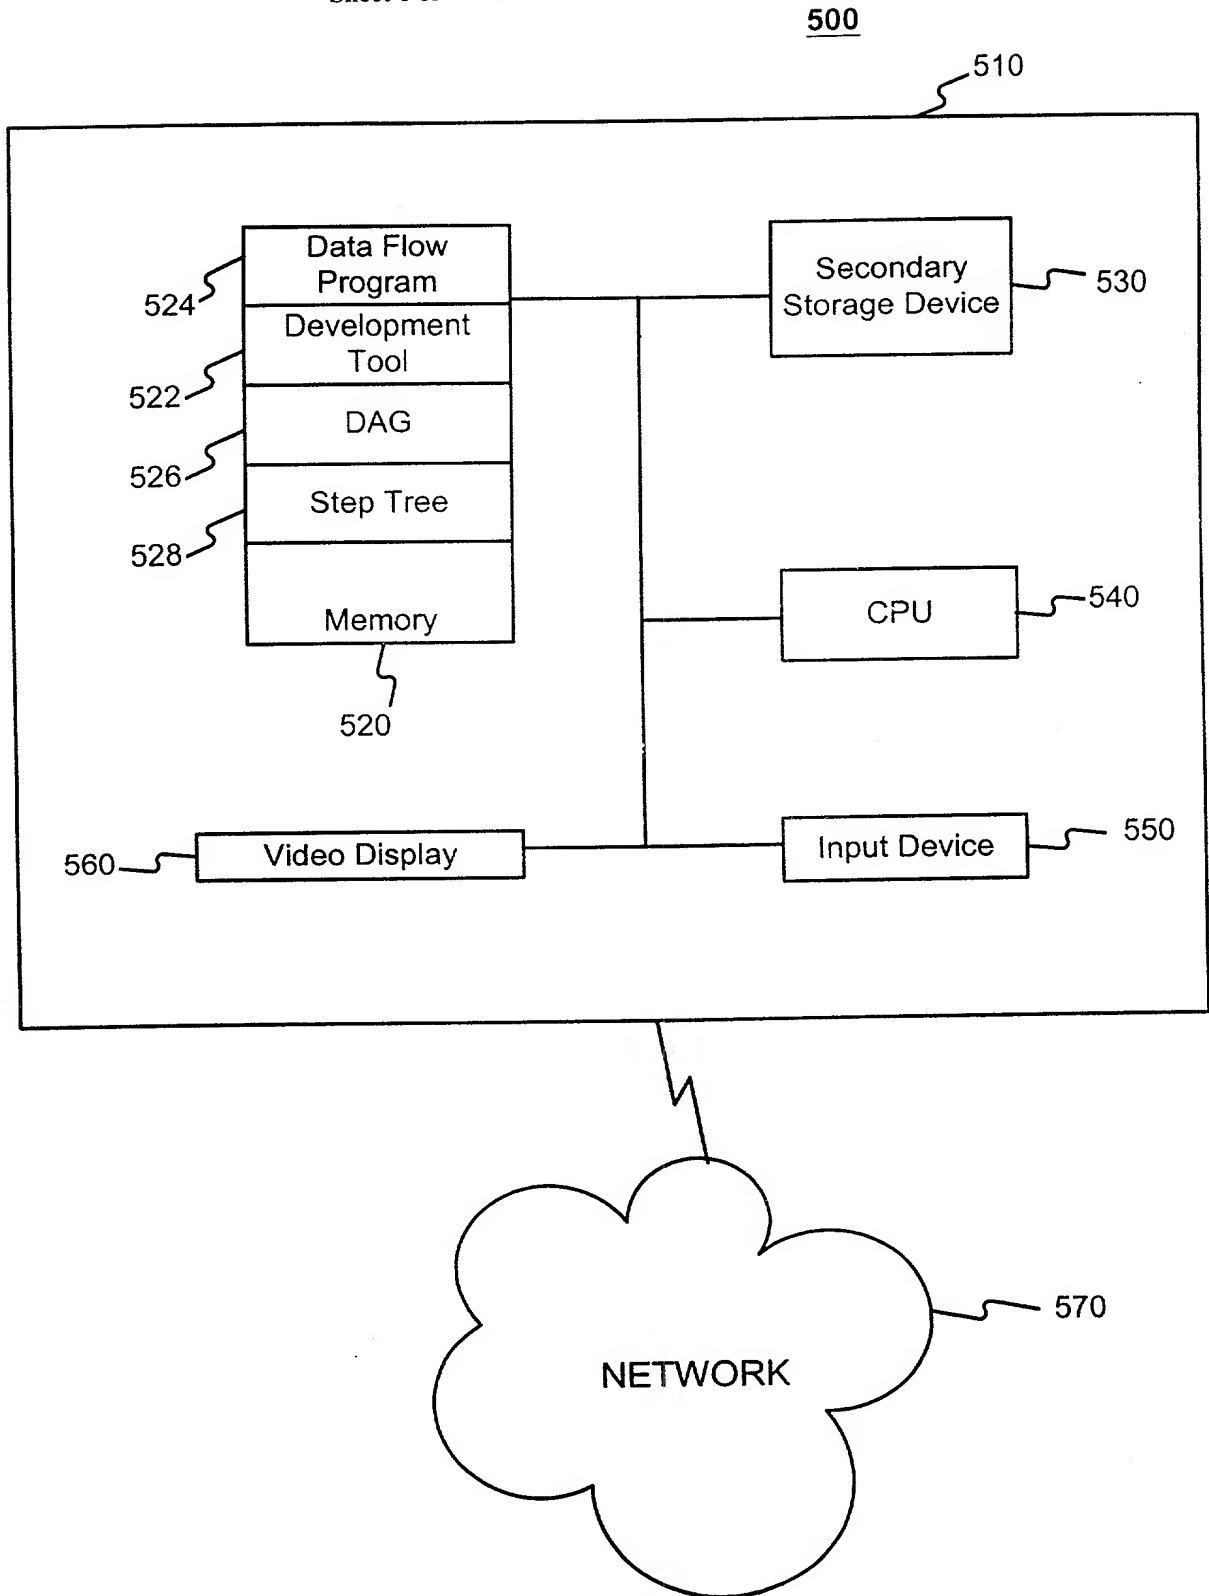 500
510
Data Flow
Program
524
Development
Tool
522
DAG
526
Step Tree
528
Memory
520
Secondary
Storage Device
530
CPU
540
Video Display
560
Input Device
550
NETWORK
570